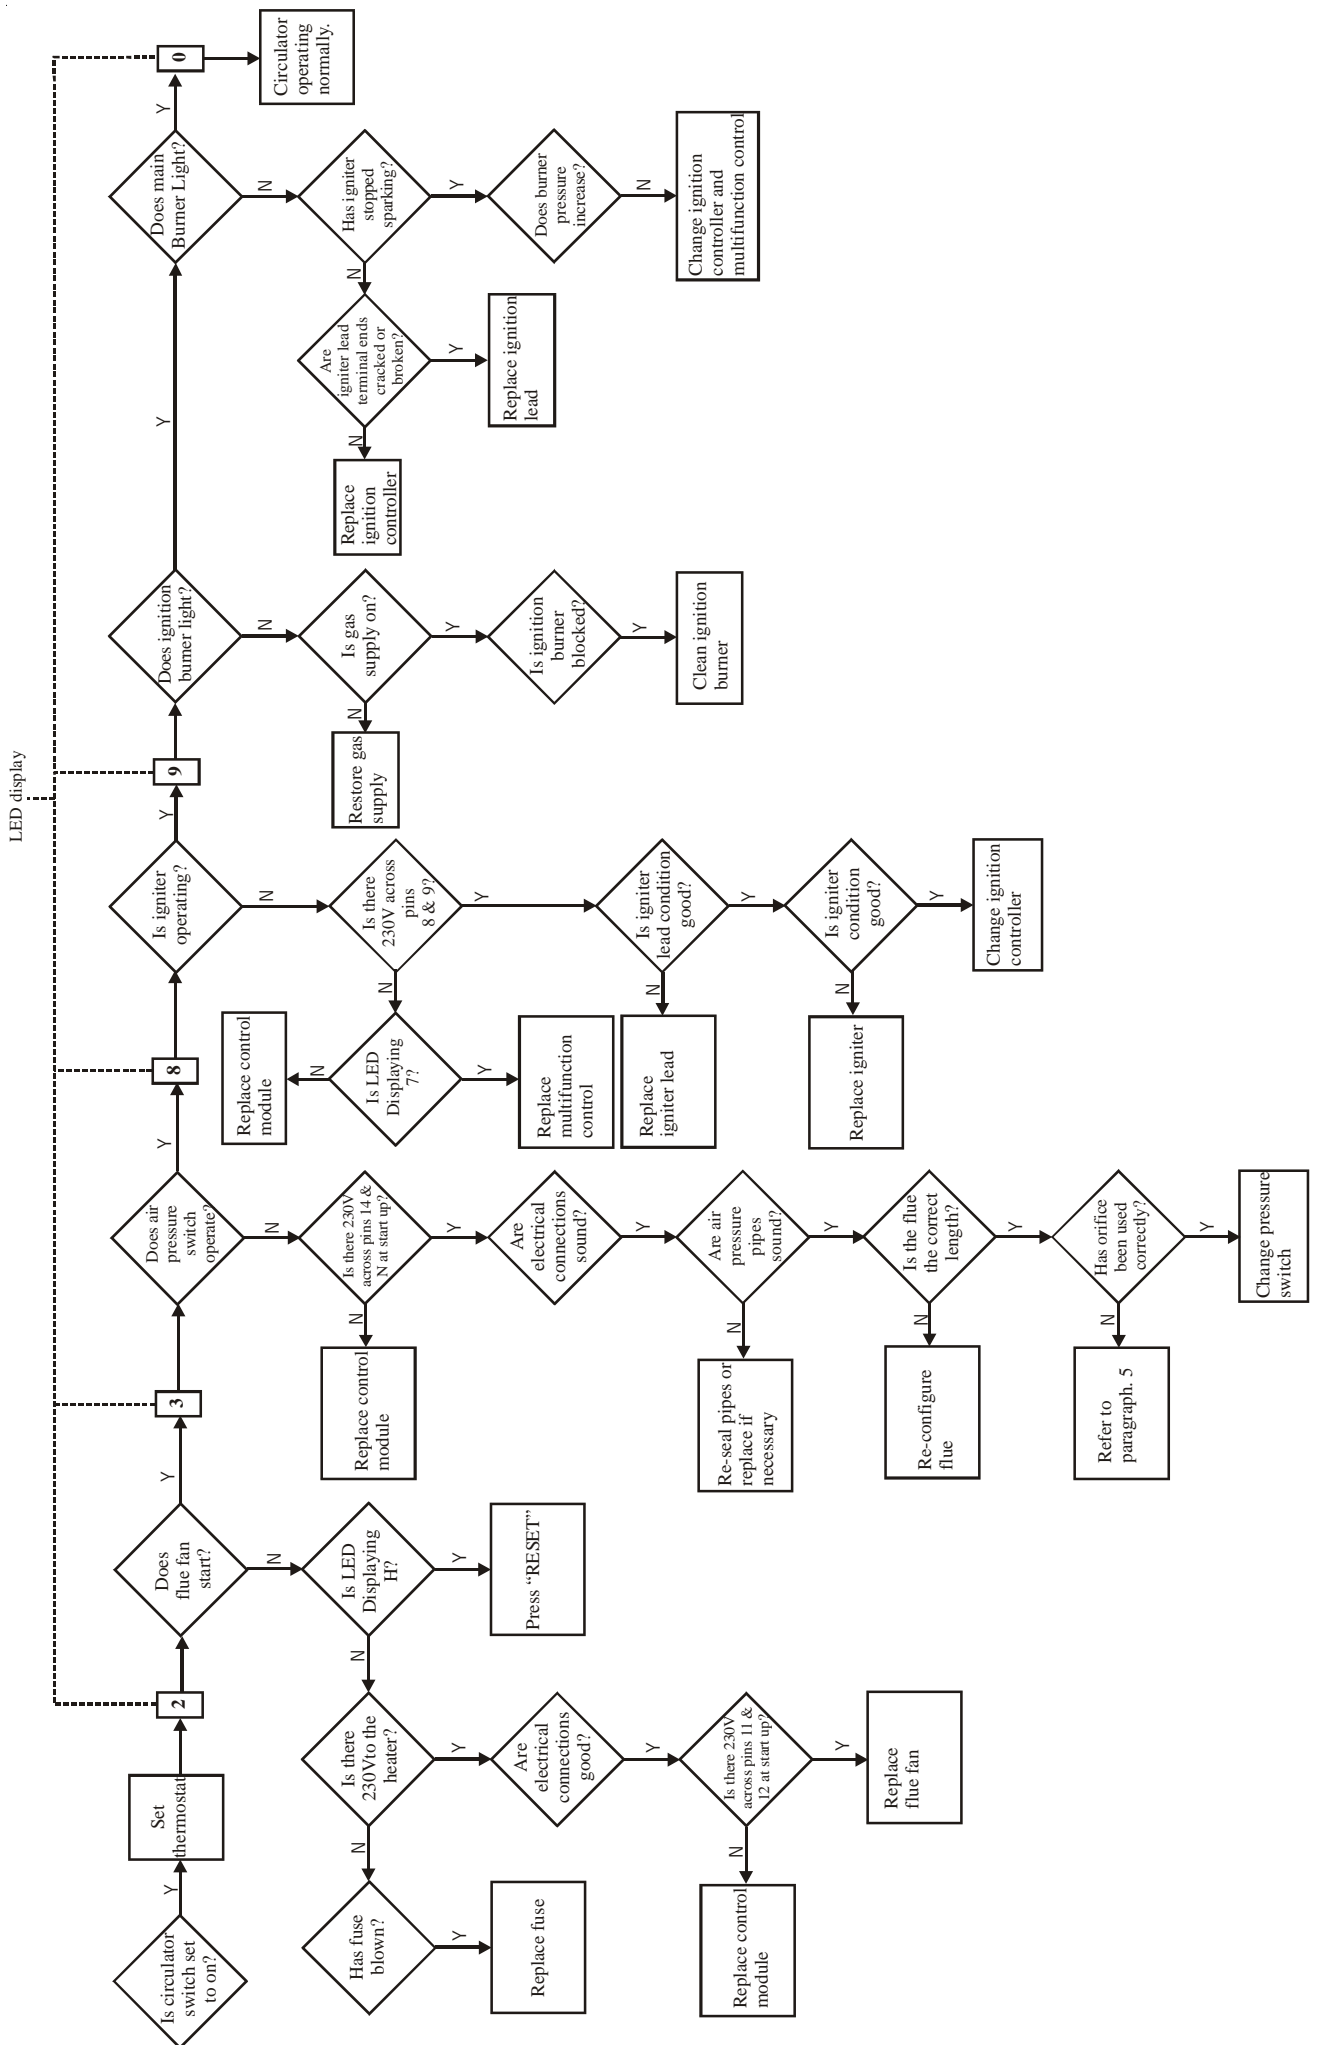 LED display
Is circulator
switch set
to on?
Y
Set
thermostat
2
Does
flue fan
start?
Y
3
Does air
pressure
switch
operate?
Y
8
Is igniter
operating?
Y
9
Does ignition
burner light?
Y
Does main
Burner Light?
Y
0
Circulator
operating
normally.
N
Is LED
Displaying
H?
Y
Press “RESET”
N
Is there
230Vto the
heater?
N
Has fuse
blown?
Y
Replace fuse
Y
Are
electrical
connections
good?
Y
Is there 230V
across pins 11 &
12 at start up?
N
Replace control
module
Y
Replace
flue fan
N
Is there 230V
across pins 14 &
N at start up?
N
Replace control
module
Y
Are
electrical
connections
sound?
Y
Are air
pressure
pipes
sound?
N
Re-seal pipes or
replace if
necessary
Y
Is the flue
the correct
length?
N
Re-configure
flue
Y
Has orifice
been used
correctly?
N
Refer to
paragraph. 5
Y
Change pressure
switch
N
Is there
230V across
pins
8 & 9?
N
Is LED
Displaying
7?
N
Replace control
module
Y
Replace
multifunction
control
Y
Is igniter
lead condition
good?
N
Replace
igniter lead
Y
Is igniter
condition
good?
N
Replace igniter
Y
Change ignition
controller
N
Is gas
supply on?
N
Restore gas
supply
Y
Is ignition
burner
blocked?
Y
Clean ignition
burner
N
Has igniter
stopped
sparking?
N
Are
igniter lead
terminal ends
cracked or
broken?
N
Replace
ignition
controller
Y
Replace ignition
lead
Y
Does burner
pressure
increase?
N
Change ignition
controller and
multifunction control